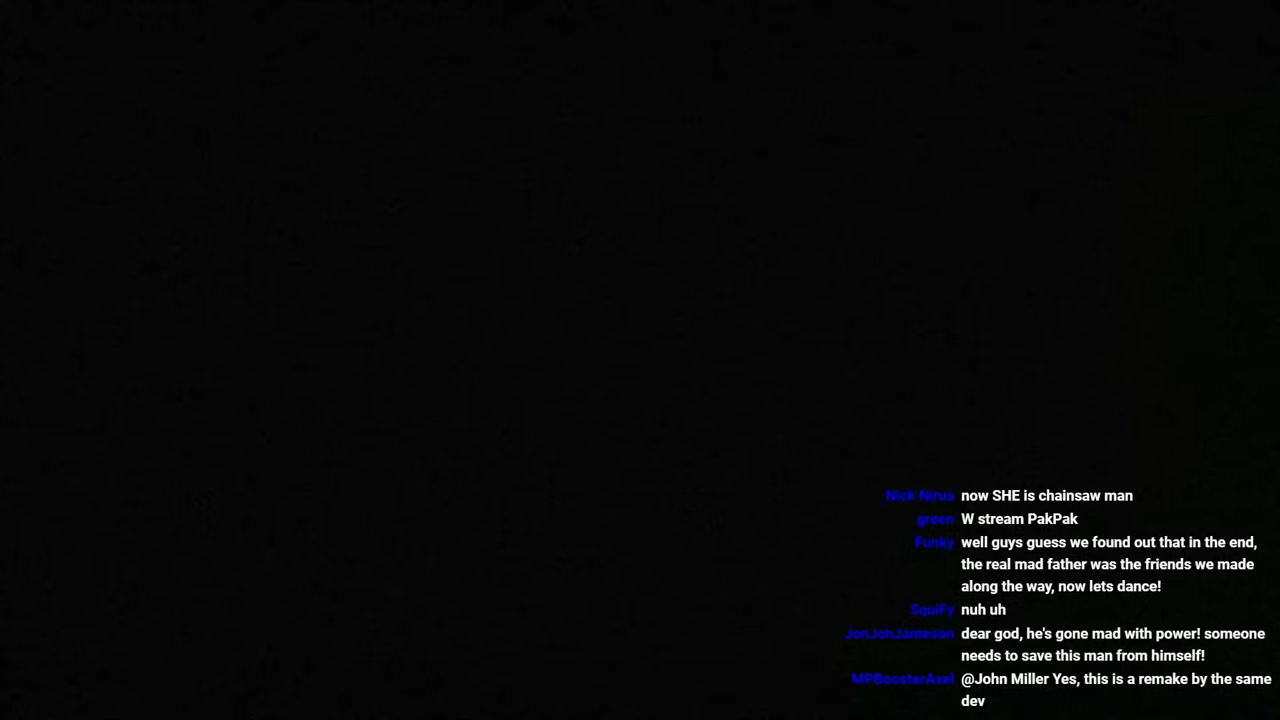 Nick Nirus now SHE is chainsaw man
green W stream PakPak
Funky well guys guess we found out that in the end,
the real mad father was the friends we made
along the way, now lets dance!
SquiFy nuh uh
JonJohJameson dear god, he's gone mad with power! someone
needs to save this man from himself!
MPBoosterAxel @John Miller Yes, this is a remake by the same
dev